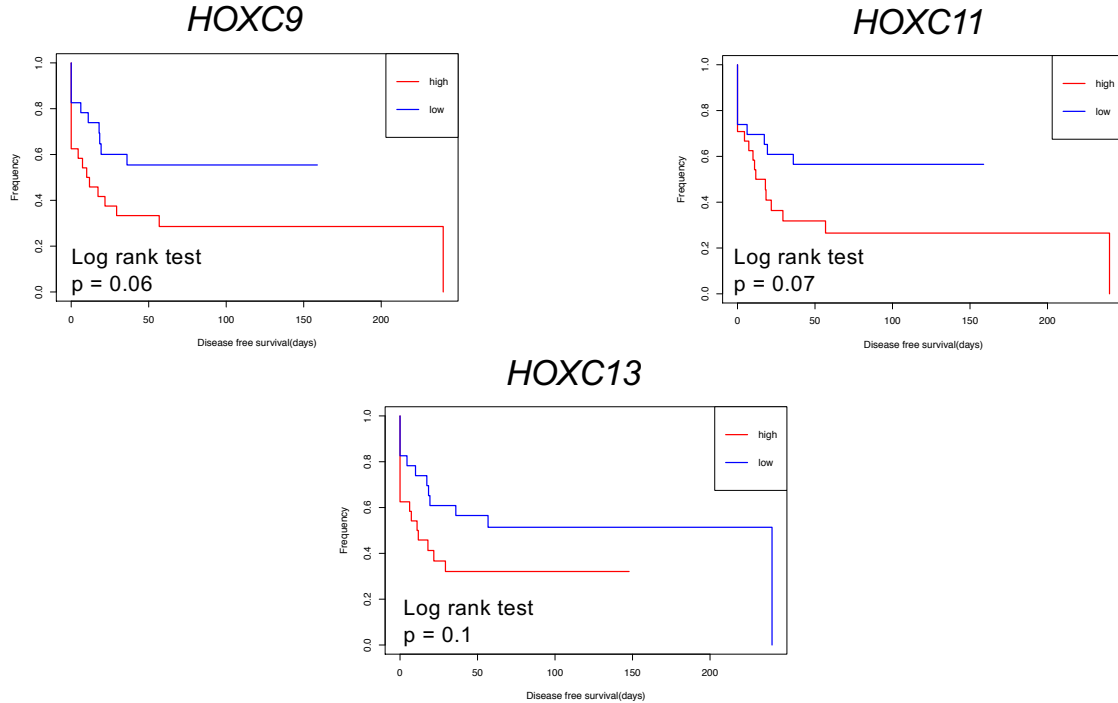 HOXC9
1.0
0.8
0.6
0.4
0.2
0.0
Frequency
high
low
Log rank test
p = 0.06
0
50
100
150
200
Disease free survival(days)
HOXC11
1.0
0.8
0.6
0.4
0.2
0.0
Frequency
high
low
Log rank test
p = 0.07
0
50
100
150
200
Disease free survival(days)
HOXC13
1.0
0.8
0.6
0.4
0.2
0.0
Frequency
high
low
Log rank test
p = 0.1
0
50
100
150
200
Disease free survival(days)